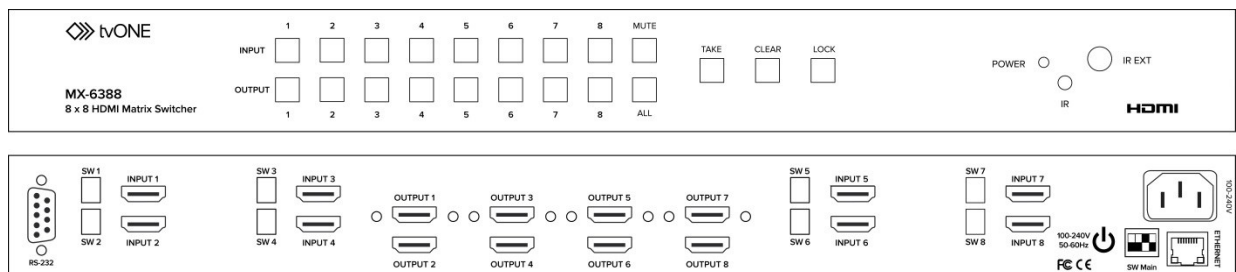 tvONE
1 2 3 4 5 6 7 8 MUTE
INPUT
TAKE CLEAR LOCK
POWER
IR EXT
OUTPUT
MX-6388
8 x 8 HDMI Matrix Switcher
1 2 3 4 5 6 7 8 ALL
IR
HDMI
SW 1
INPUT 1
SW 3
INPUT 3
SW 5
INPUT 5
SW 7
INPUT 7
OUTPUT 1
OUTPUT 3
OUTPUT 5
OUTPUT 7
100-240V
SW 2
INPUT 2
SW 4
INPUT 4
SW 6
INPUT 6
SW 8
INPUT 8
100-240V
50-60Hz
ETHERNET
RS-232
OUTPUT 2
OUTPUT 4
OUTPUT 6
OUTPUT 8
FC CE
SW Main